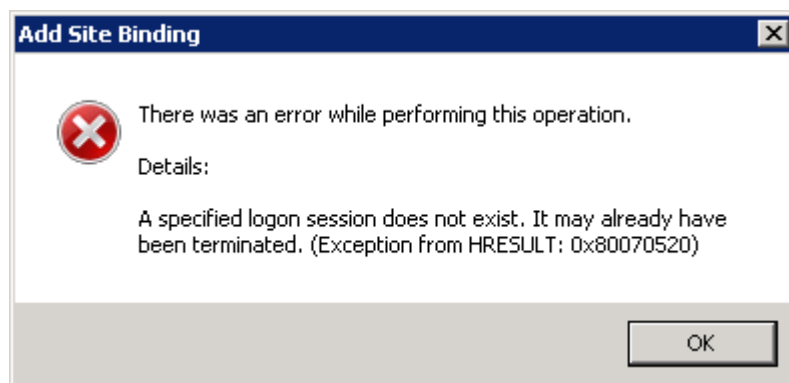 Add Site Binding
There was an error while performing this operation.
Details:
A specified logon session does not exist. It may already have
been terminated. (Exception from HRESULT: 0x80070520)
OK